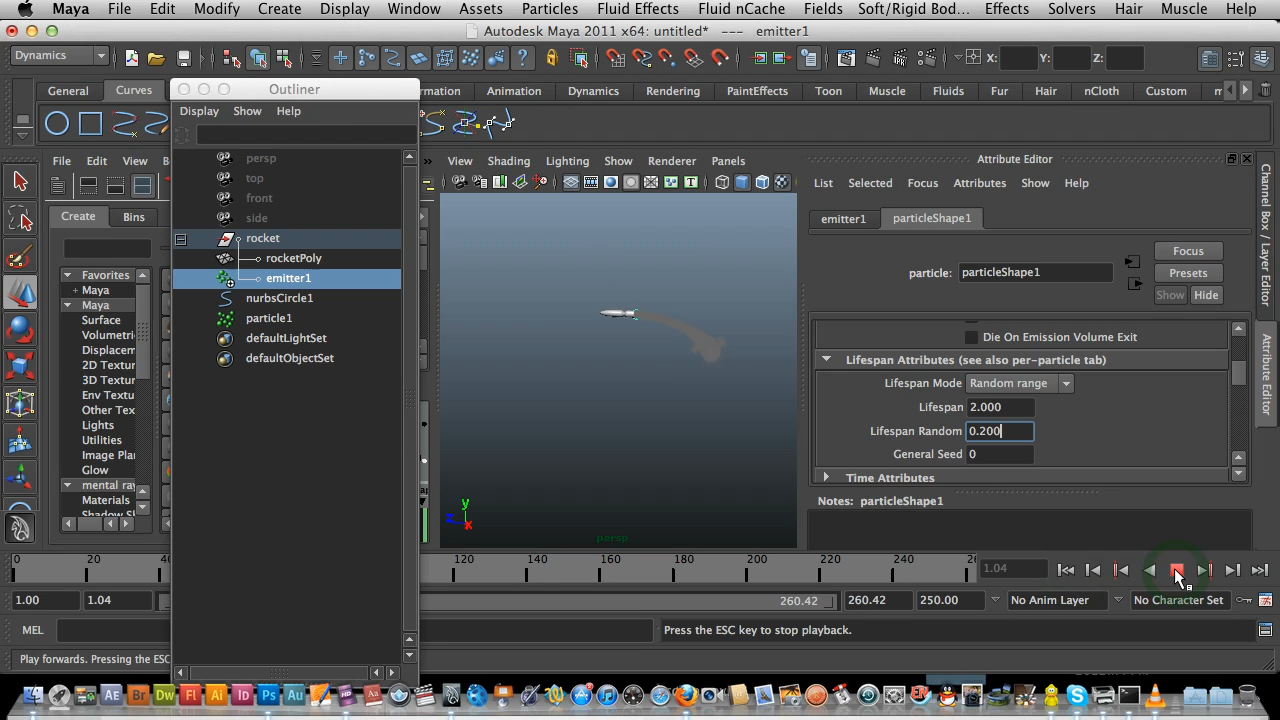 Maya File Edit Modify Create Display Window Assets Particles Fluid Effects Fluid nCache Fields Soft/Rigid Bod... Effects Solvers Hair Muscle Help
Autodesk Maya 2011 x64: untitled* --- emitter1
Dynamics X: Y: Z:
Outliner
General Curves mation Animation Dynamics Rendering PaintEffects Toon Muscle Fluids Fur Hair nCloth Custom
Display Show Help
File Edit View
View Shading Lighting Show Renderer Panels
Attribute Editor
List Selected Focus Attributes Show Help
Create Bins
emitter1 particleShape1
Focus
particle: particleShape1 Presets
Show Hide
persp
top
front
side
rocket
rocketPoly
emitter1
nurbsCircle1
particle1
defaultLightSet
defaultObjectSet
Favorites
Maya
Maya
Surface
Volumetri
Displacem
2D Textur
3D Textur
Env Textur
Other Tex
Lights
Utilities
Image Plan
Glow
mental ray
Materials
Shadow Sh
Die On Emission Volume Exit
Lifespan Attributes (see also per-particle tab)
Lifespan Mode Random range
Lifespan 2.000
Lifespan Random 0.200
General Seed 0
Time Attributes
Notes: particleShape1
y
z x
persp
Channel Box / Layer Editor
Attribute Editor
0 20 40 120 140 160 180 200 220 240 26 1.04
1.00 1.04 260.42 260.42 250.00 No Anim Layer No Character Set
MEL Press the ESC key to stop playback.
Play forwards. Pressing the ESC